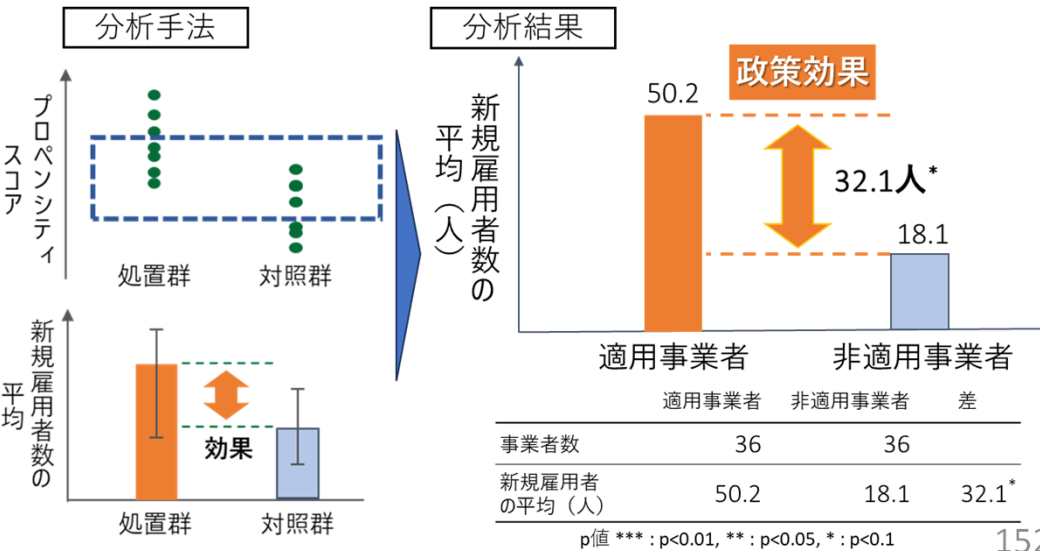 分析手法
プロペンシティ
スコア
処置群
対照群
新規雇用者数の
平均
効果
処置群
対照群
分析結果
新規雇用者数の
平均（人）
政策効果
50.2
32.1人*
18.1
適用事業者
非適用事業者
適用事業者 非適用事業者 差
事業者数 36 36
新規雇用者
の平均（人） 50.2 18.1 32.1*
p値 *** : p<0.01, ** : p<0.05, * : p<0.1
152